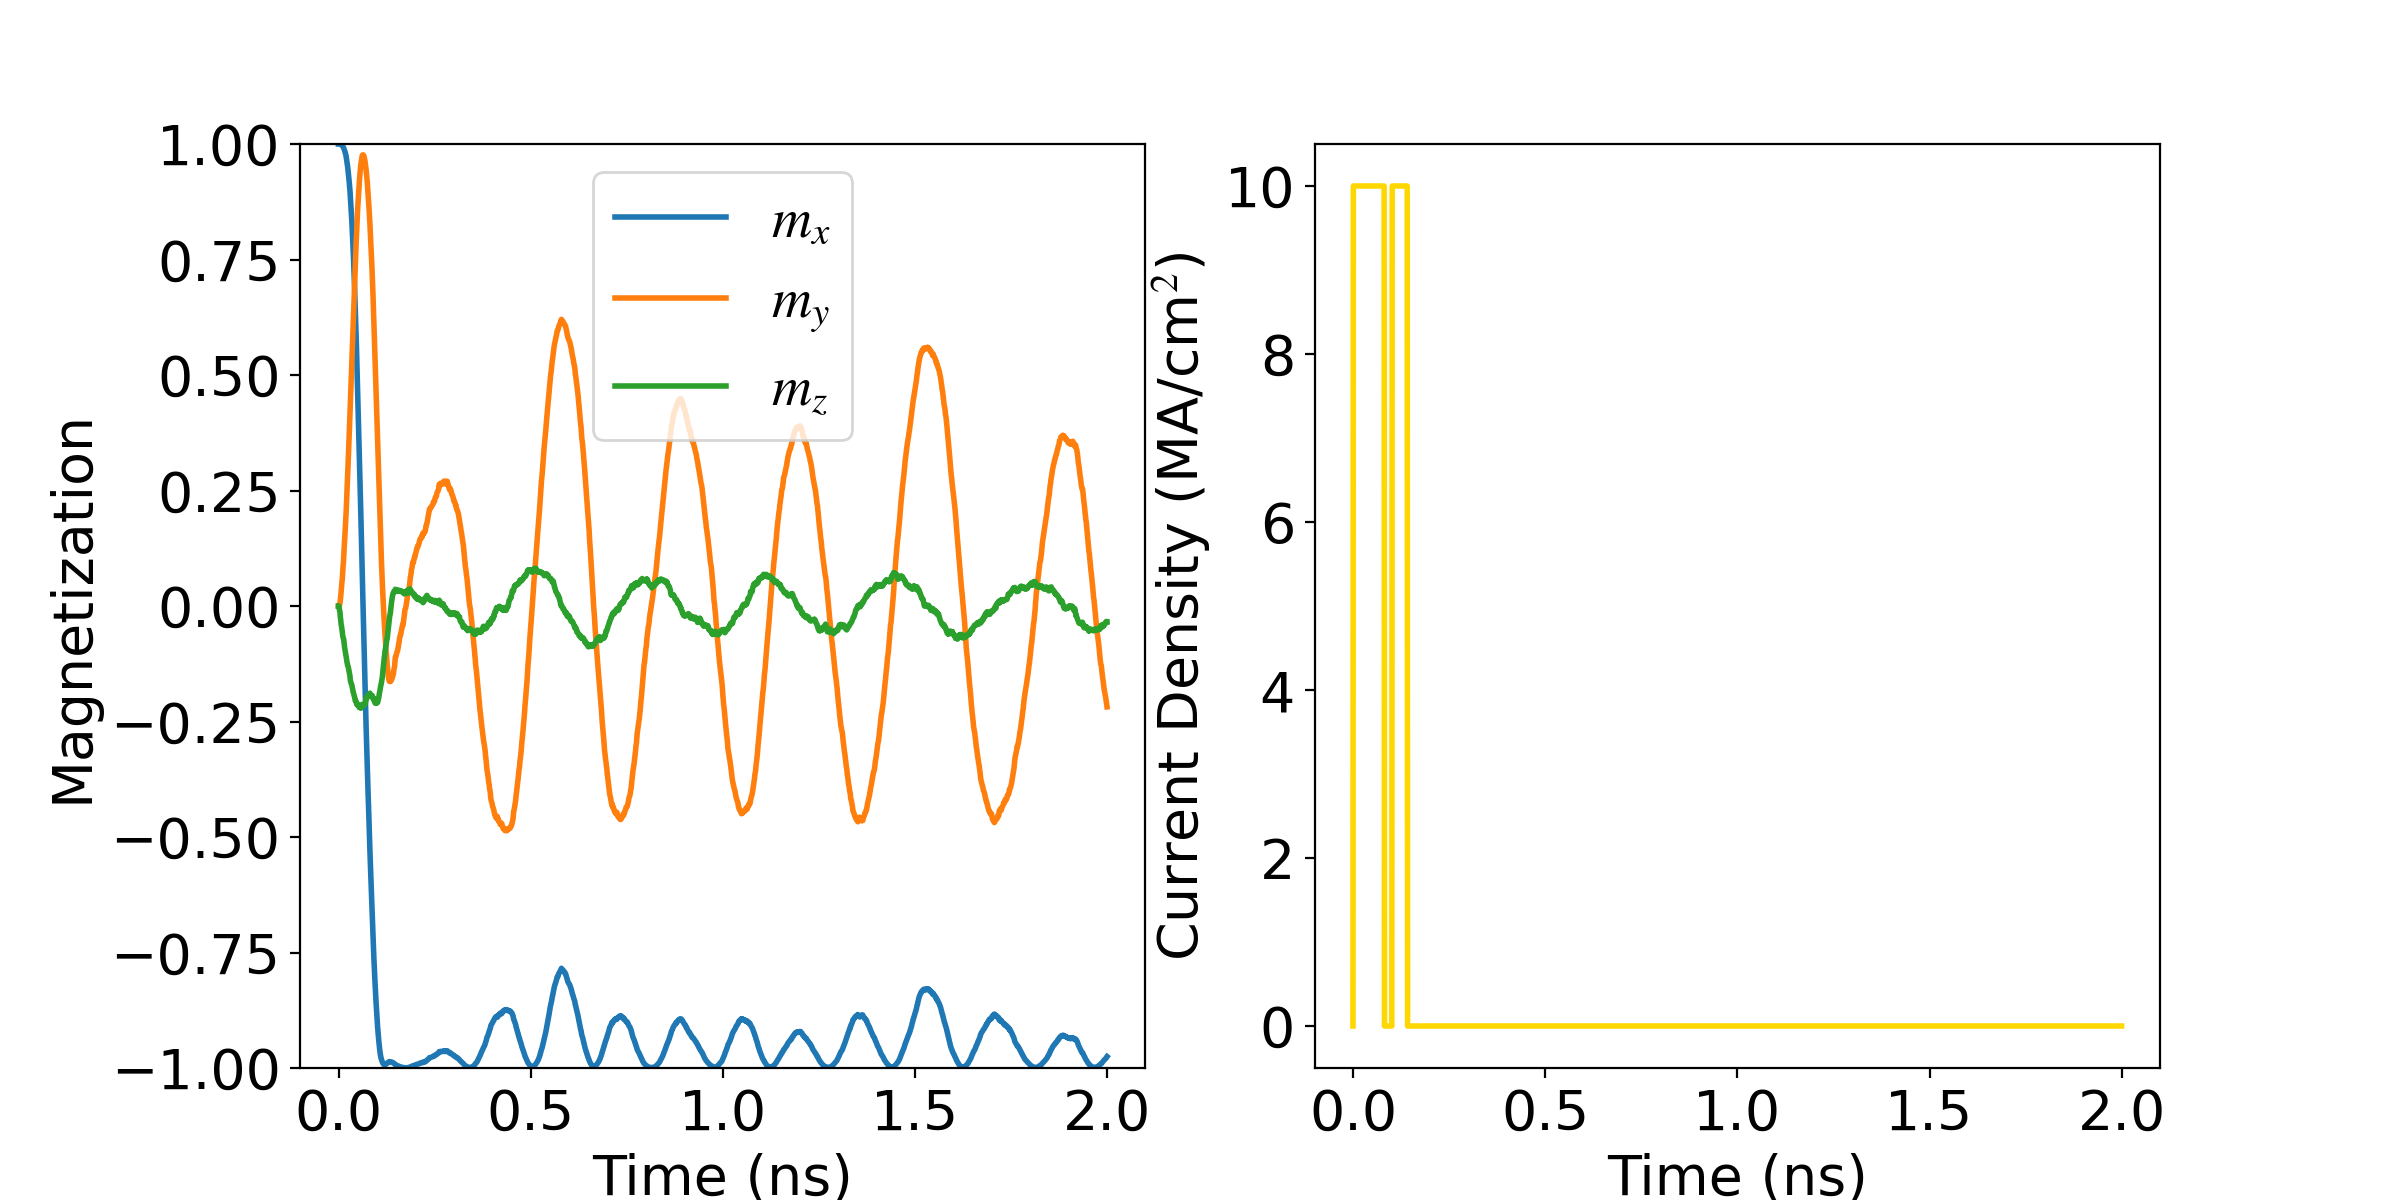 Magnetization
1.00
0.75
0.50
0.25
0.00
−0.25
−0.50
−0.75
−1.00
m_x
m_y
m_z
0.0 0.5 1.0 1.5 2.0
Time (ns)
Current Density (MA/cm²)
10
8
6
4
2
0
0.0 0.5 1.0 1.5 2.0
Time (ns)